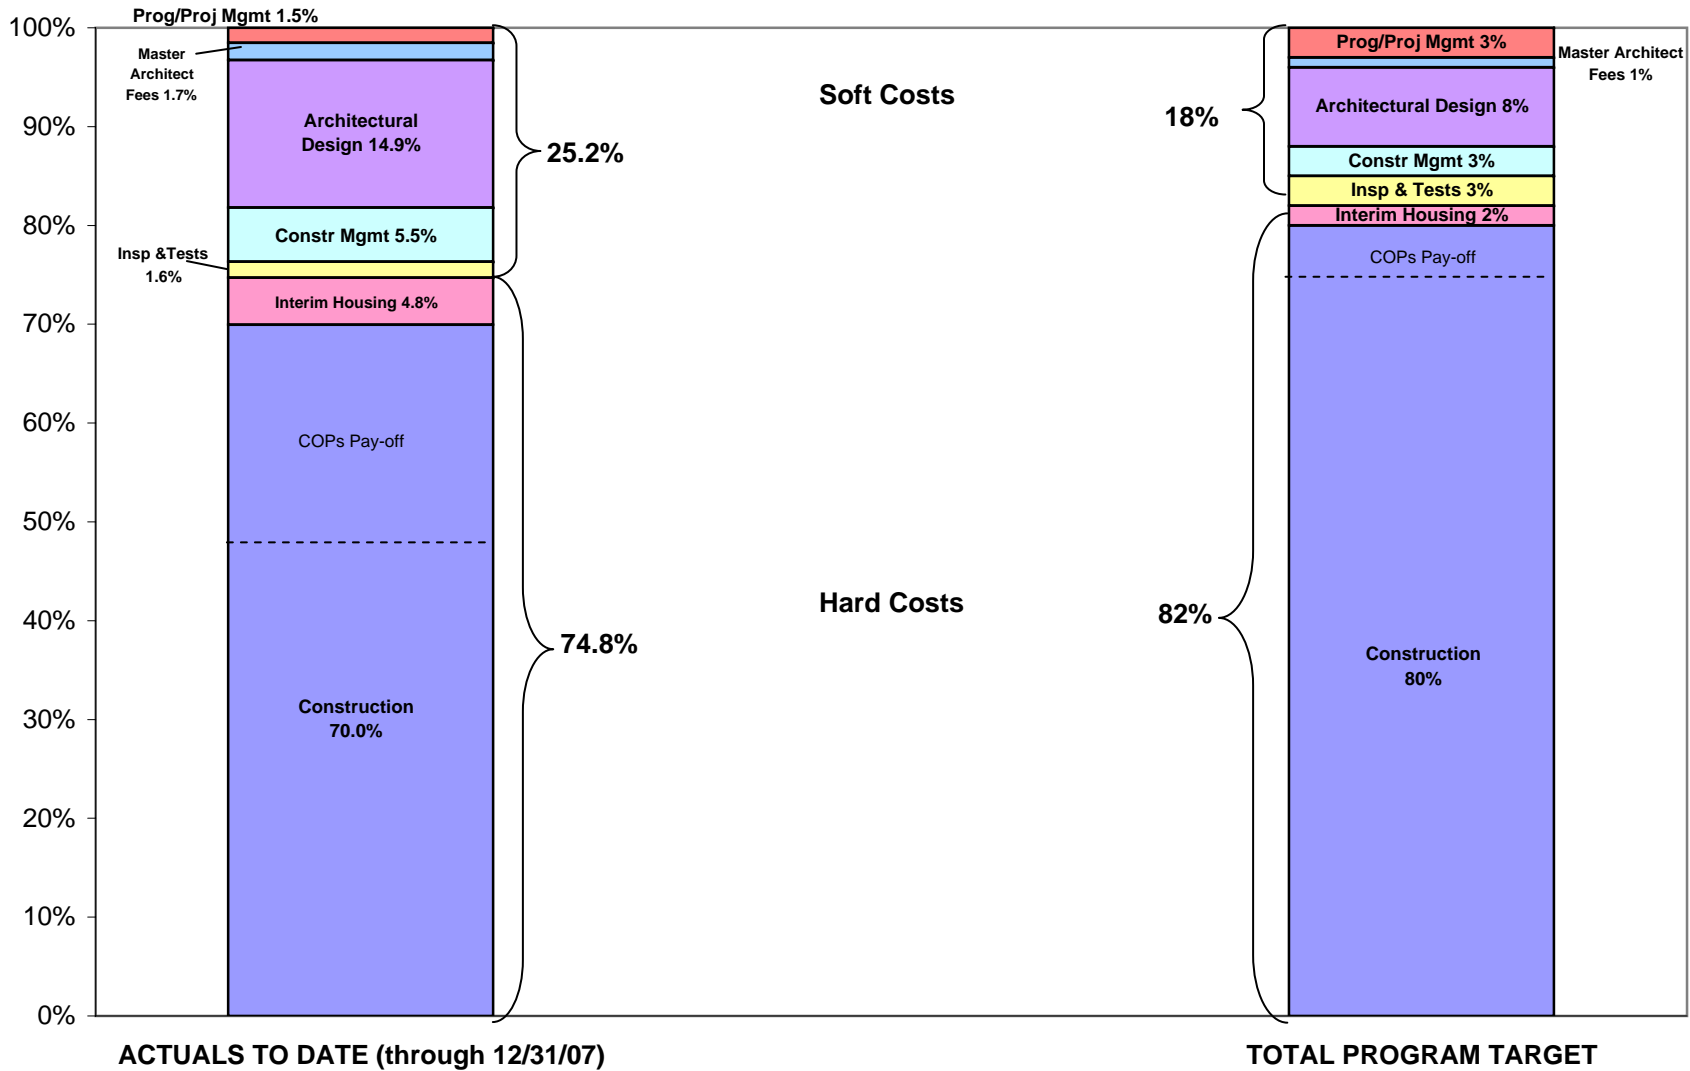 Prog/Proj Mgmt 1.5%
100%
90%
80%
70%
60%
50%
40%
30%
20%
10%
0%
Master
Architect
Fees 1.7%
Architectural
Design 14.9%
Constr Mgmt 5.5%
Insp &Tests
1.6%
Interim Housing 4.8%
COPs Pay-off
Construction
70.0%
25.2%
74.8%
Soft Costs
Hard Costs
18%
82%
Prog/Proj Mgmt 3%
Master Architect
Fees 1%
Architectural Design 8%
Constr Mgmt 3%
Insp & Tests 3%
Interim Housing 2%
COPs Pay-off
Construction
80%
ACTUALS TO DATE (through 12/31/07)
TOTAL PROGRAM TARGET